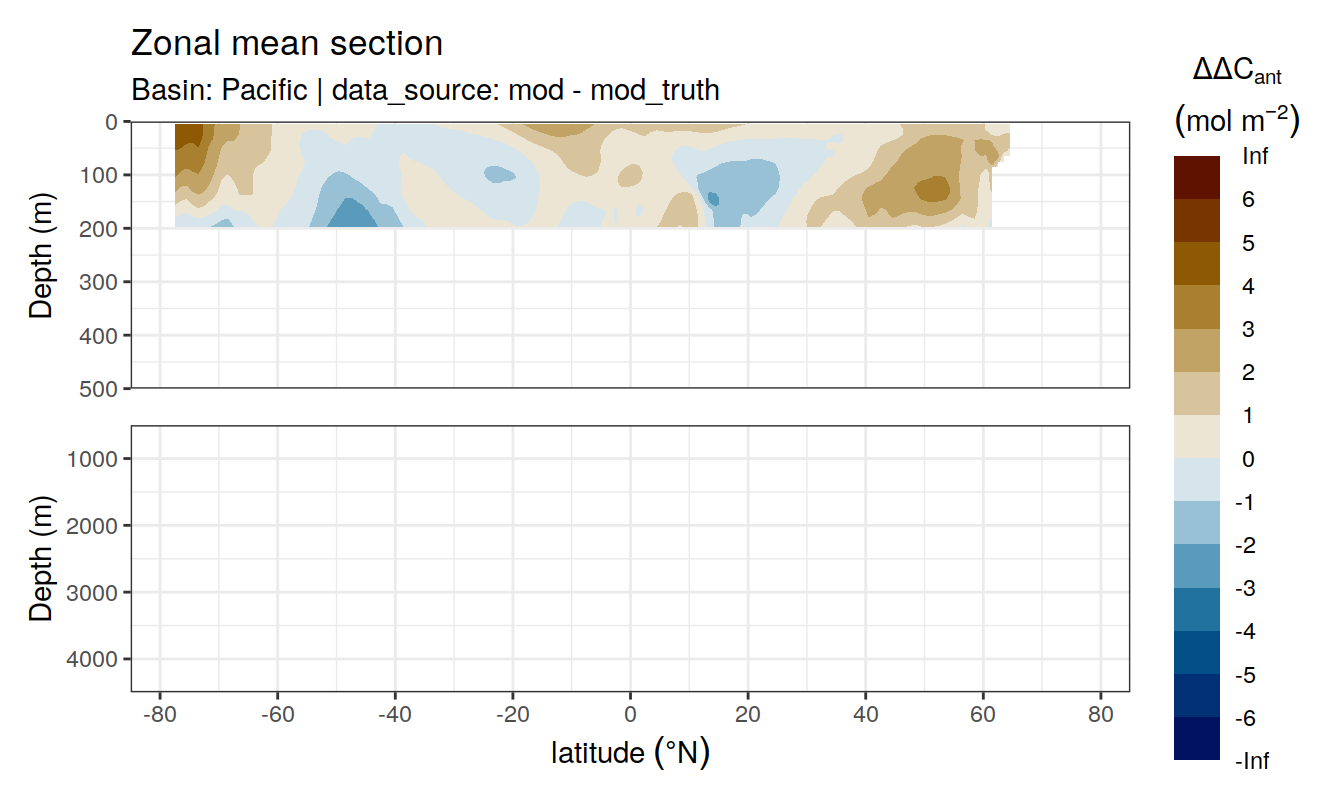 Zonal mean section
Basin: Pacific | data_source: mod - mod_truth
ΔΔCant
(mol m−2)
Inf
6
5
4
3
2
1
0
-1
-2
-3
-4
-5
-6
-Inf
Depth (m)
0
100
200
300
400
500
Depth (m)
1000
2000
3000
4000
-80 -60 -40 -20 0 20 40 60 80
latitude (°N)